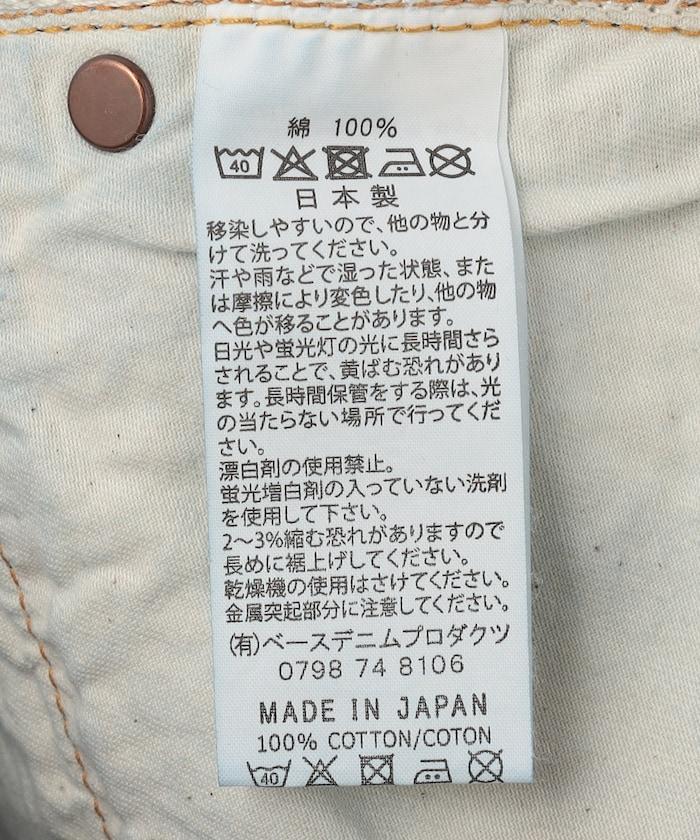 綿 100%
40
日本製
移染しやすいので、他の物と分
けて洗ってください。
汗や雨などで湿った状態、また
は摩擦により変色したり、他の物
へ色が移ることがあります。
日光や蛍光灯の光に長時間さら
されることで、黄ばむ恐れがあり
ます。長時間保管をする際は、光
の当たらない場所で行ってくだ
さい。
漂白剤の使用禁止。
蛍光増白剤の入っていない洗剤
を使用して下さい。
2〜3%縮む恐れがありますので
長めに裾上げしてください。
乾燥機の使用はさけてください。
金属突起部分に注意してください。
(有)ベースデニムプロダクツ
0798 74 8106
MADE IN JAPAN
100% COTTON/COTON
40